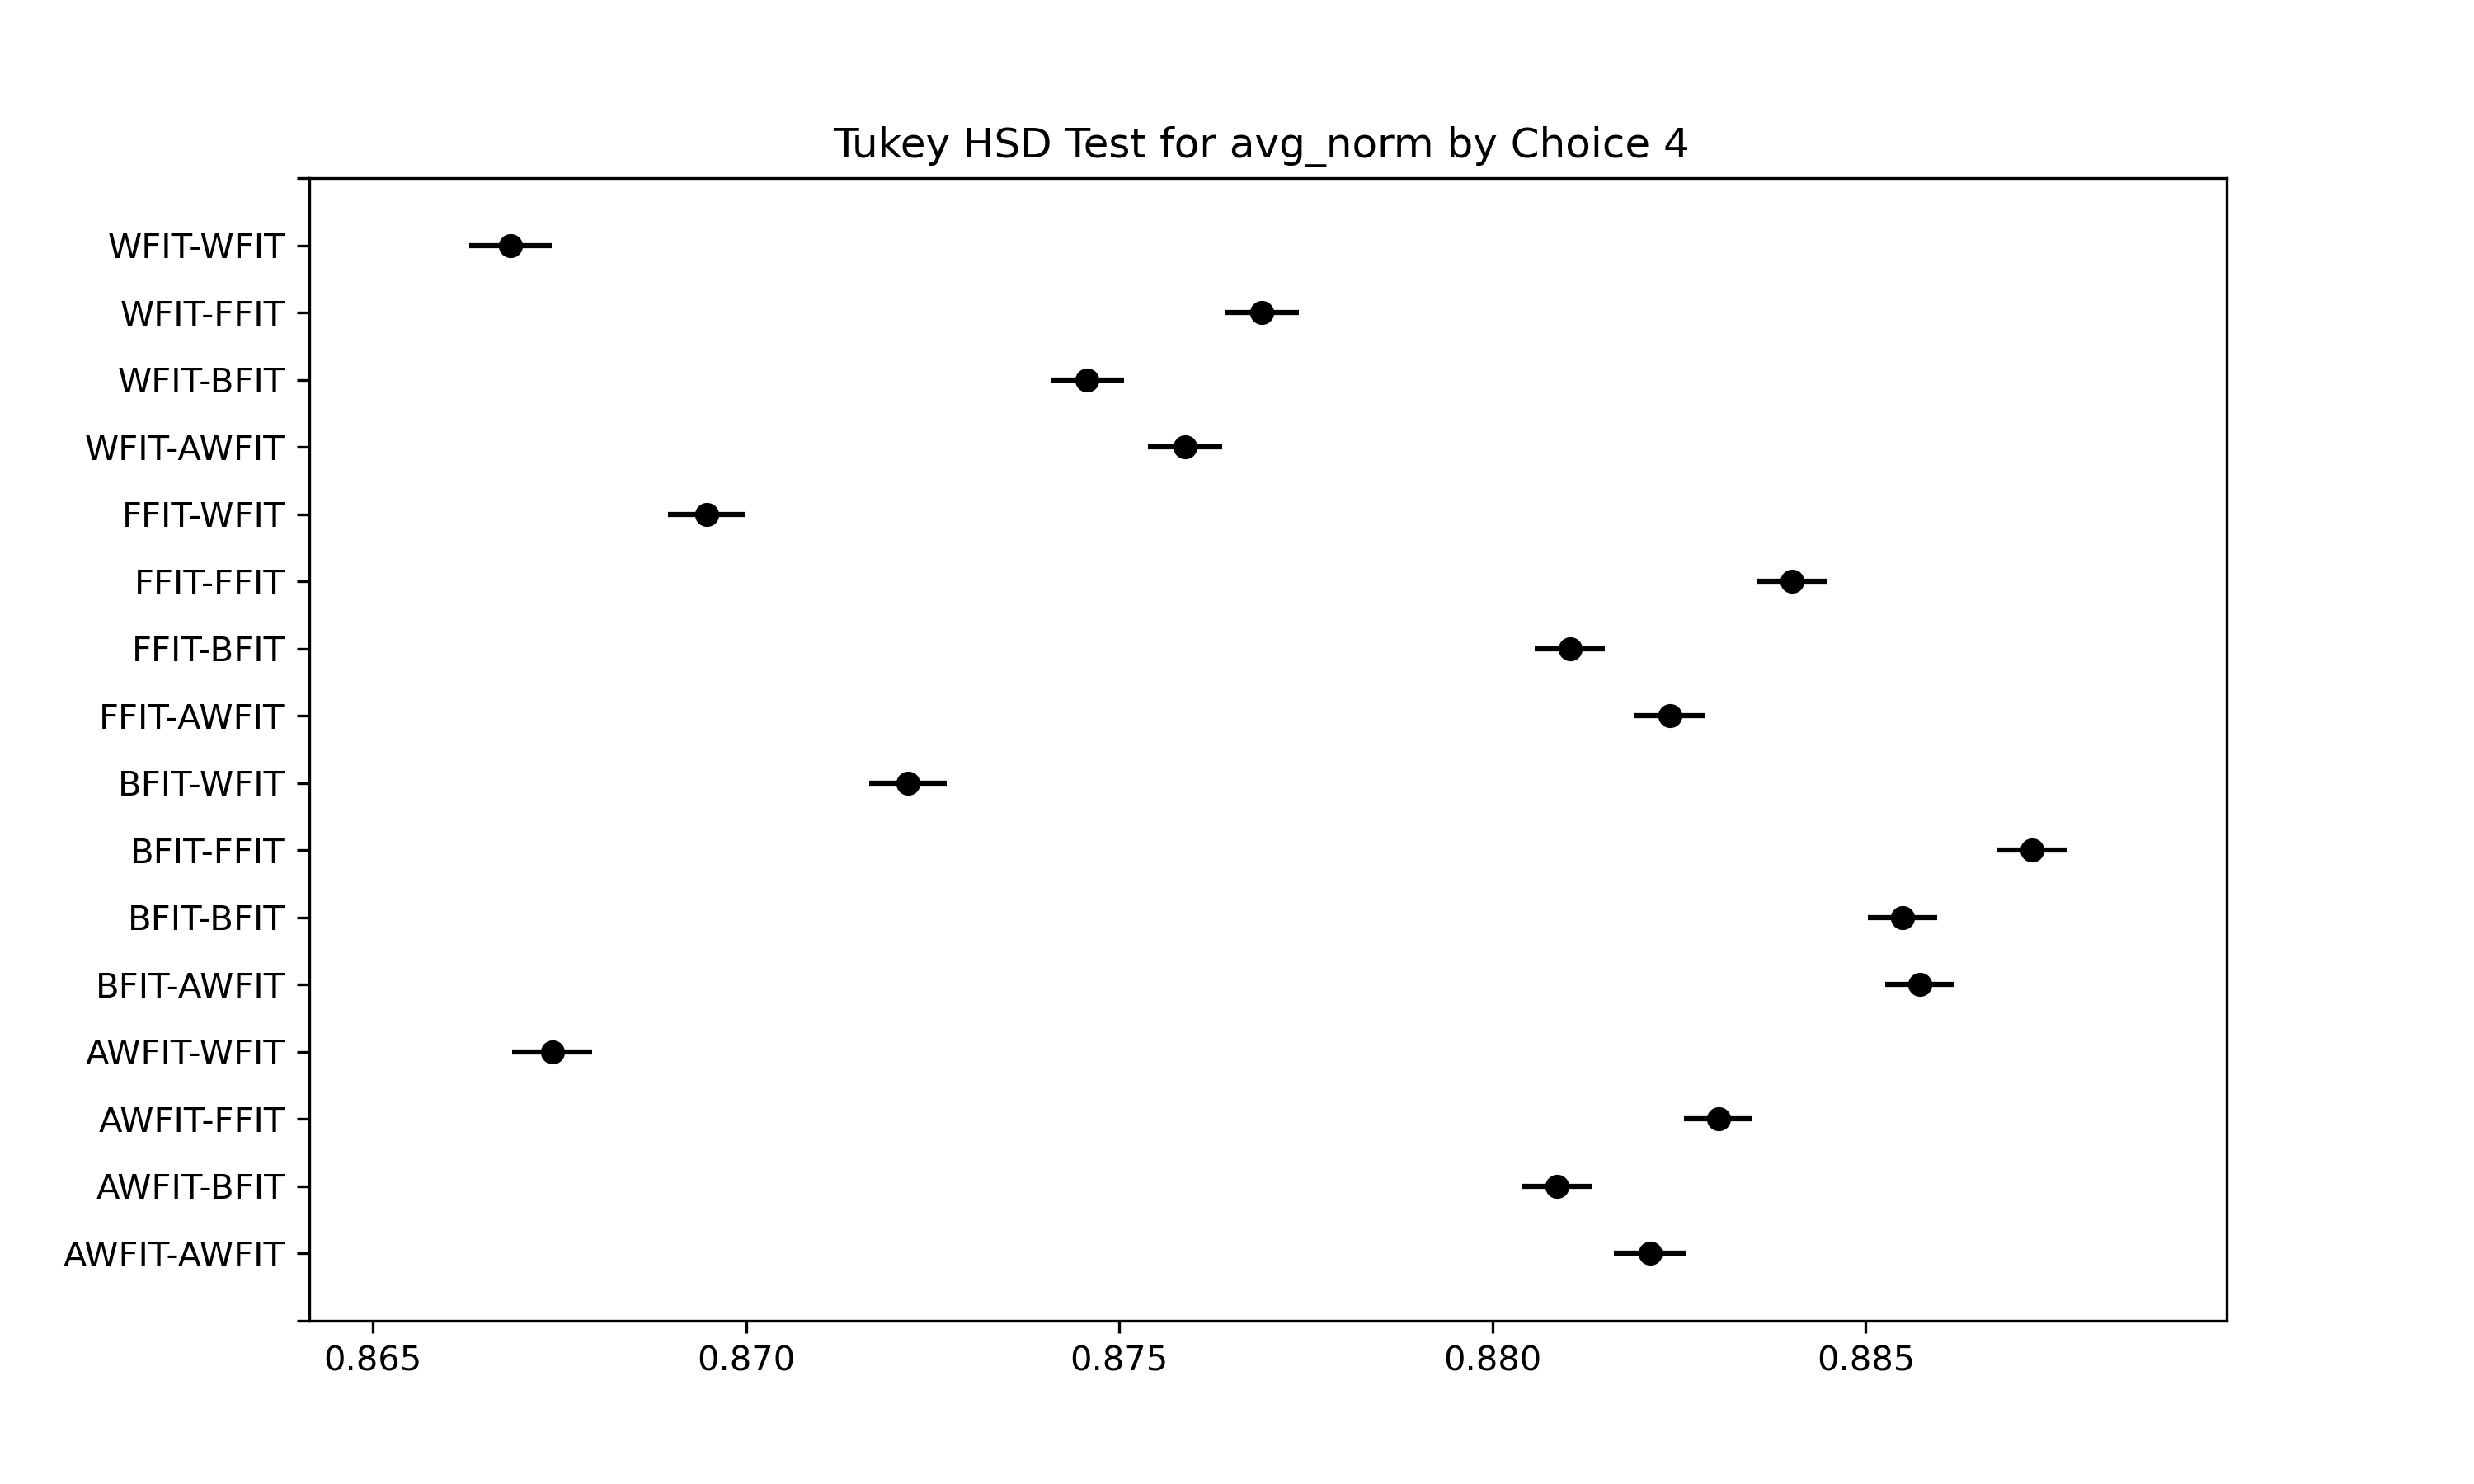 Tukey HSD Test for avg_norm by Choice 4
WFIT-WFIT
WFIT-FFIT
WFIT-BFIT
WFIT-AWFIT
FFIT-WFIT
FFIT-FFIT
FFIT-BFIT
FFIT-AWFIT
BFIT-WFIT
BFIT-FFIT
BFIT-BFIT
BFIT-AWFIT
AWFIT-WFIT
AWFIT-FFIT
AWFIT-BFIT
AWFIT-AWFIT
0.865 0.870 0.875 0.880 0.885